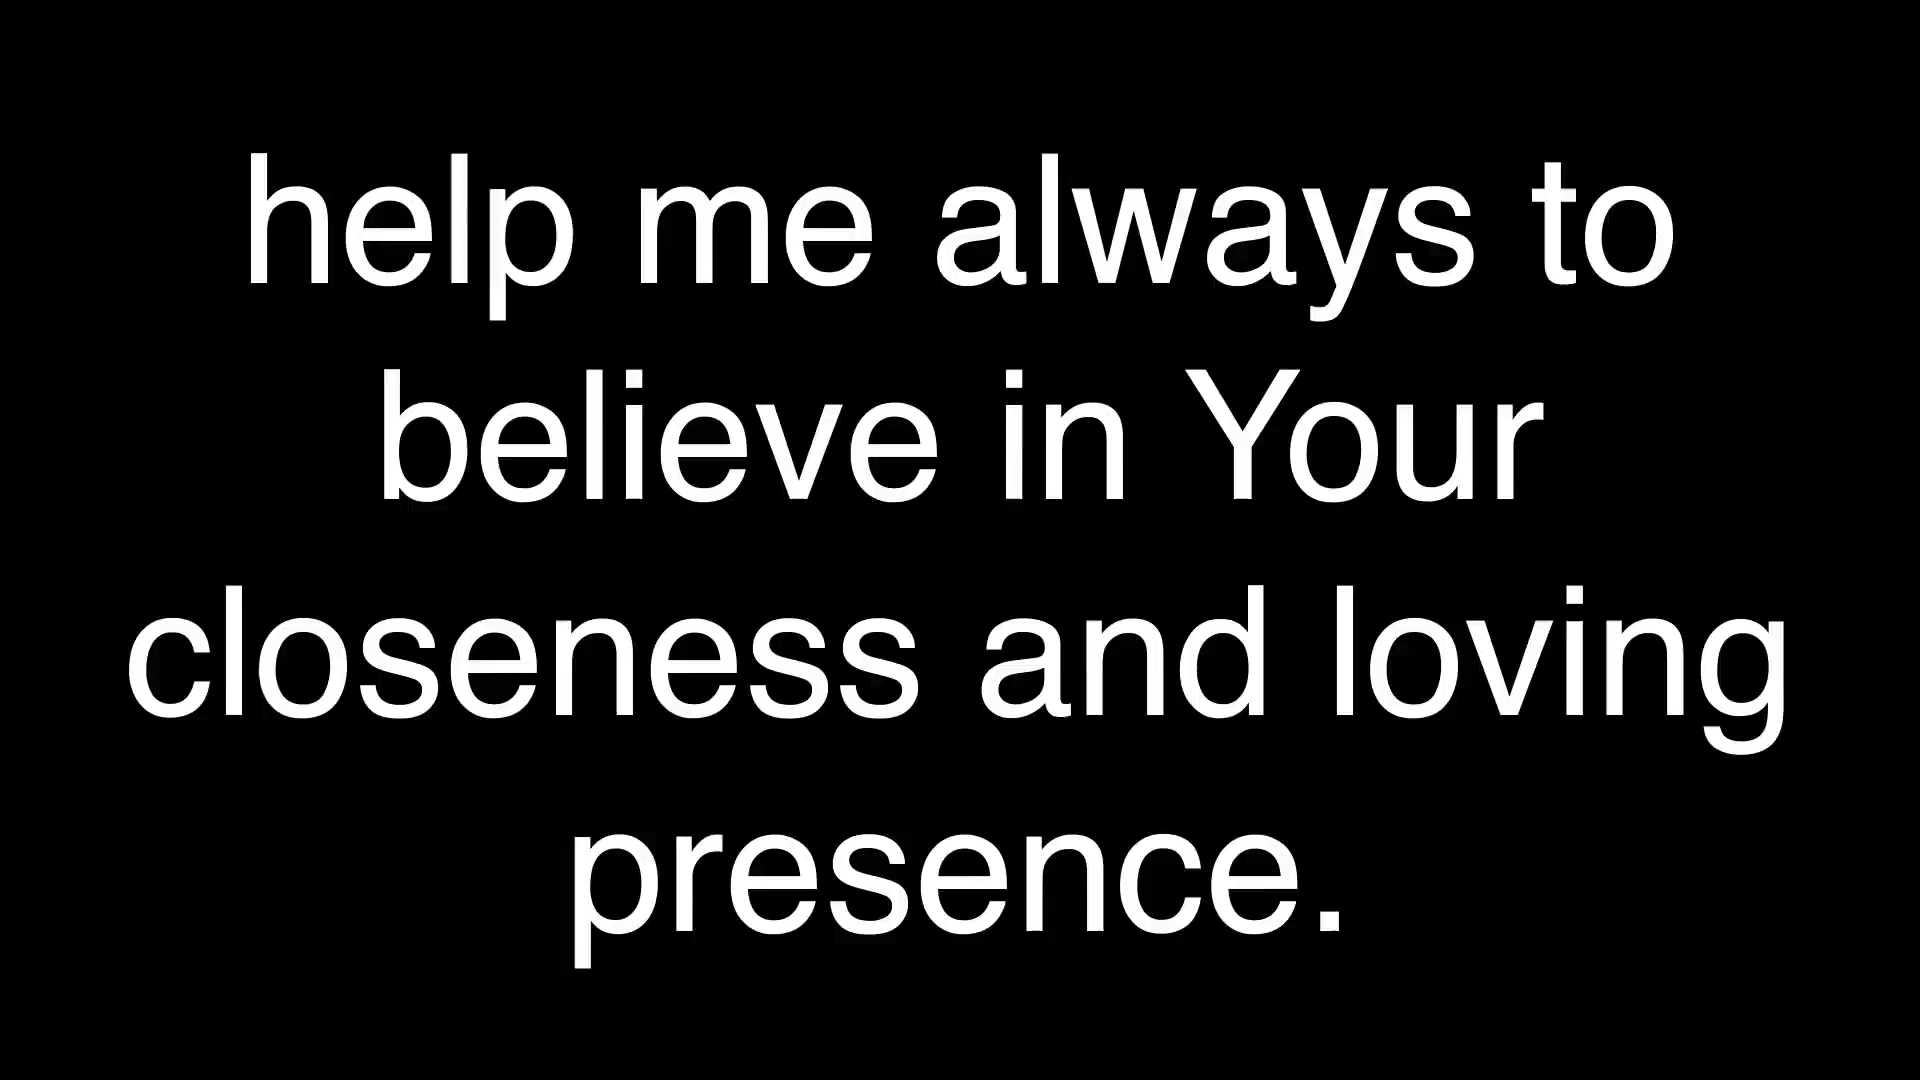 help me always to
believe in Your
closeness and loving
presence.